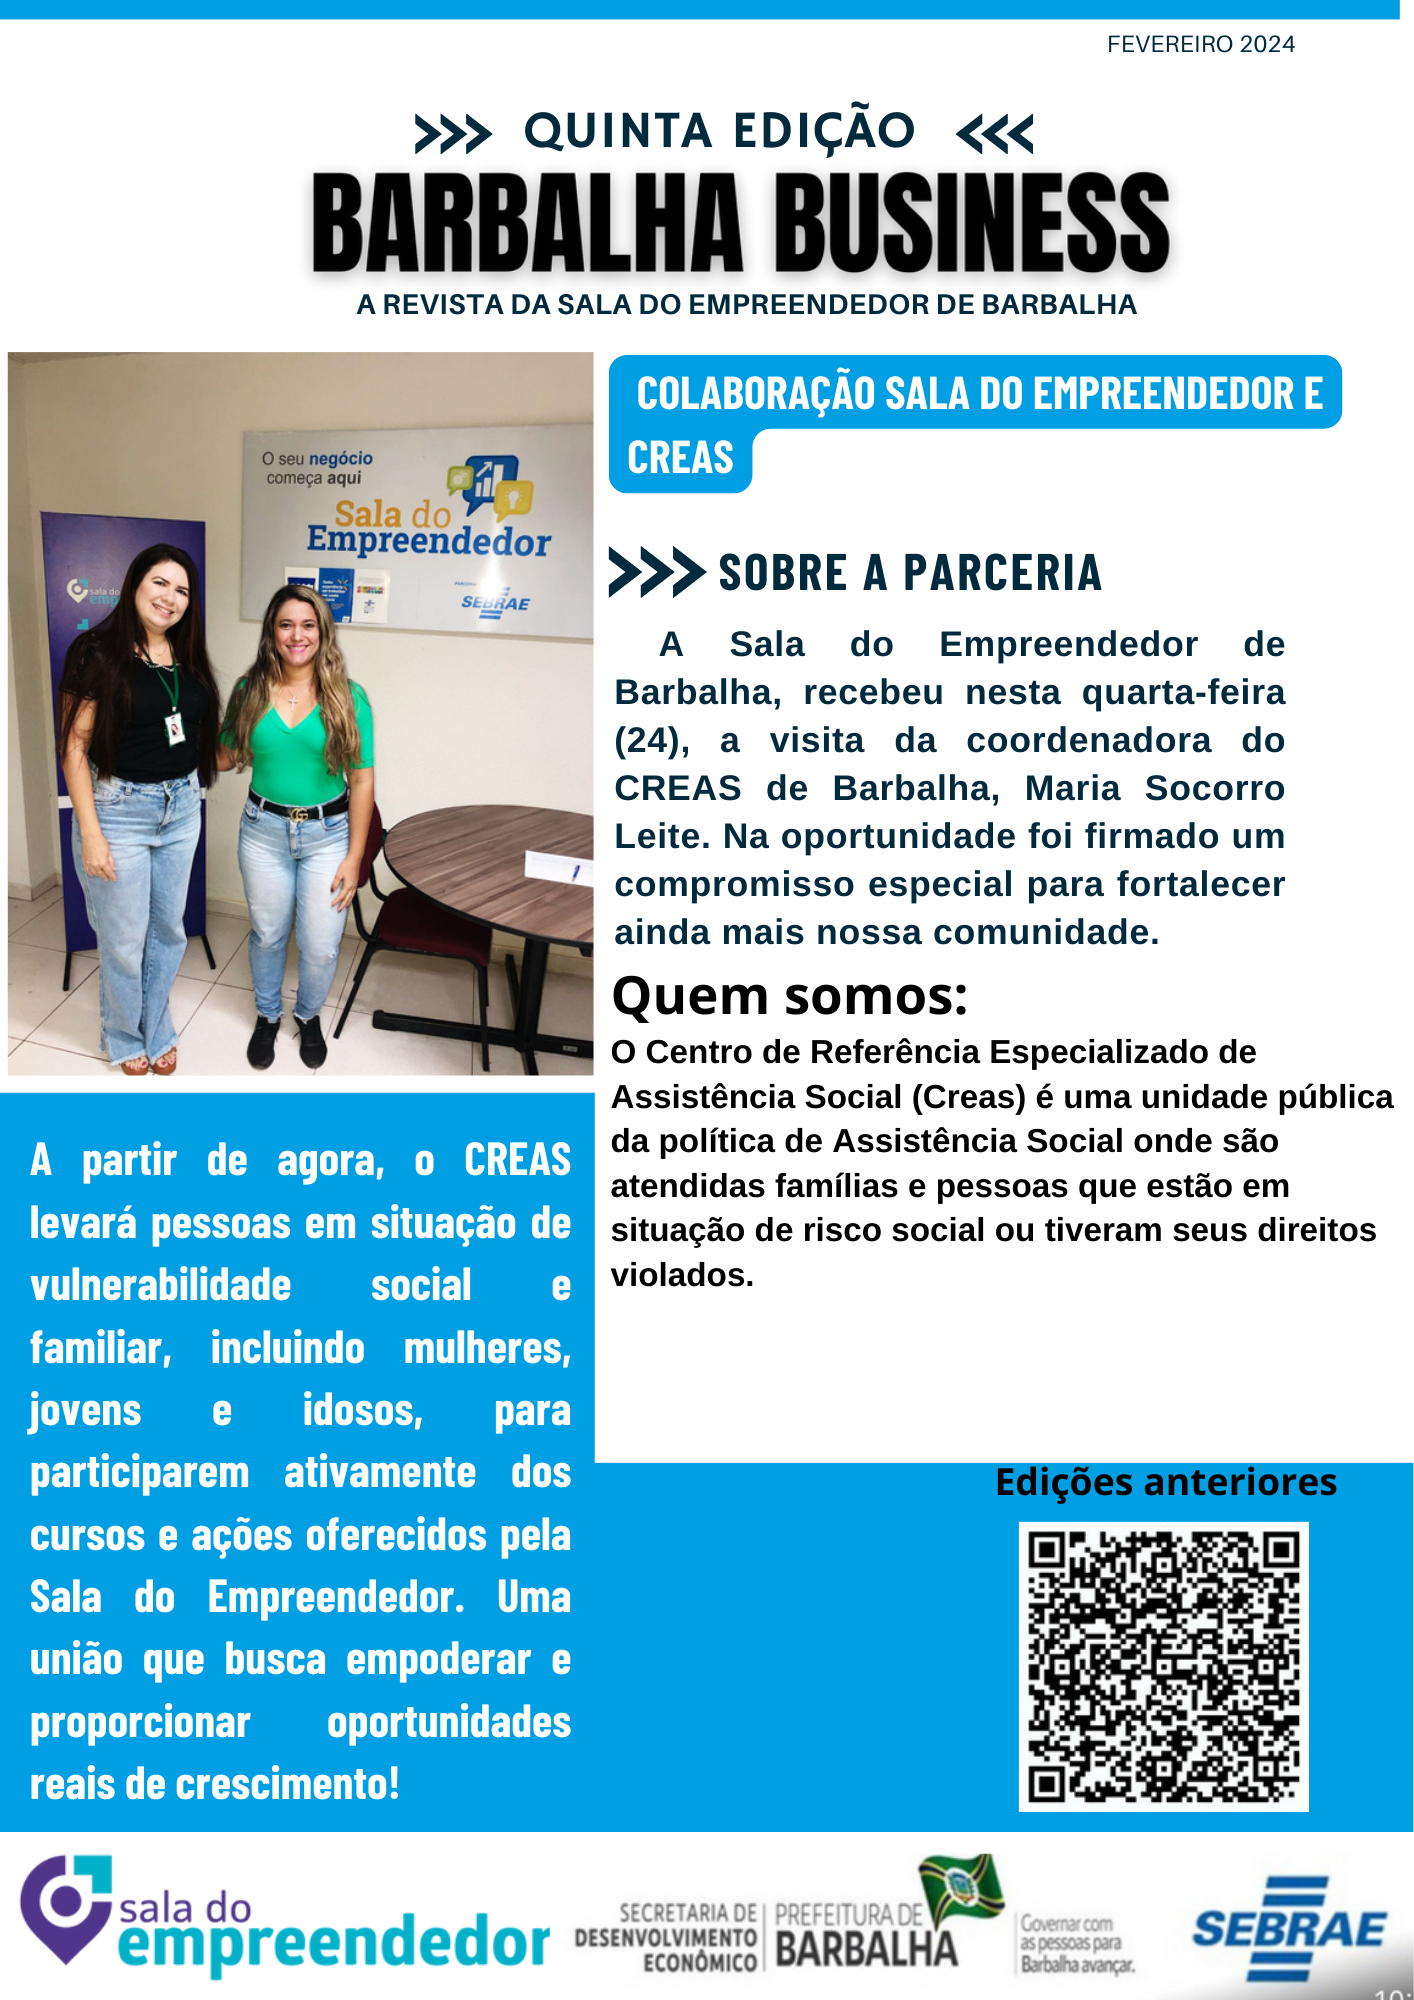 FEVEREIRO 2024
>>> QUINTA EDIÇÃO <<<
BARBALHA BUSINESS
A REVISTA DA SALA DO EMPREENDEDOR DE BARBALHA
O seu negócio
começa aqui
Sala do
Empreendedor
SEBRAE
sala do
COLABORAÇÃO SALA DO EMPREENDEDOR E
CREAS
>>> SOBRE A PARCERIA
A Sala do Empreendedor de
Barbalha, recebeu nesta quarta-feira
(24), a visita da coordenadora do
CREAS de Barbalha, Maria Socorro
Leite. Na oportunidade foi firmado um
compromisso especial para fortalecer
ainda mais nossa comunidade.
Quem somos:
O Centro de Referência Especializado de
Assistência Social (Creas) é uma unidade pública
da política de Assistência Social onde são
atendidas famílias e pessoas que estão em
situação de risco social ou tiveram seus direitos
violados.
A partir de agora, o CREAS
levará pessoas em situação de
vulnerabilidade social e
familiar, incluindo mulheres,
jovens e idosos, para
participarem ativamente dos
cursos e ações oferecidos pela
Sala do Empreendedor. Uma
união que busca empoderar e
proporcionar oportunidades
reais de crescimento!
Edições anteriores
sala do
empreendedor
SECRETARIA DE
DESENVOLVIMENTO
ECONÔMICO
PREFEITURA DE
BARBALHA
Governar com
as pessoas para
Barbalha avançar.
SEBRAE